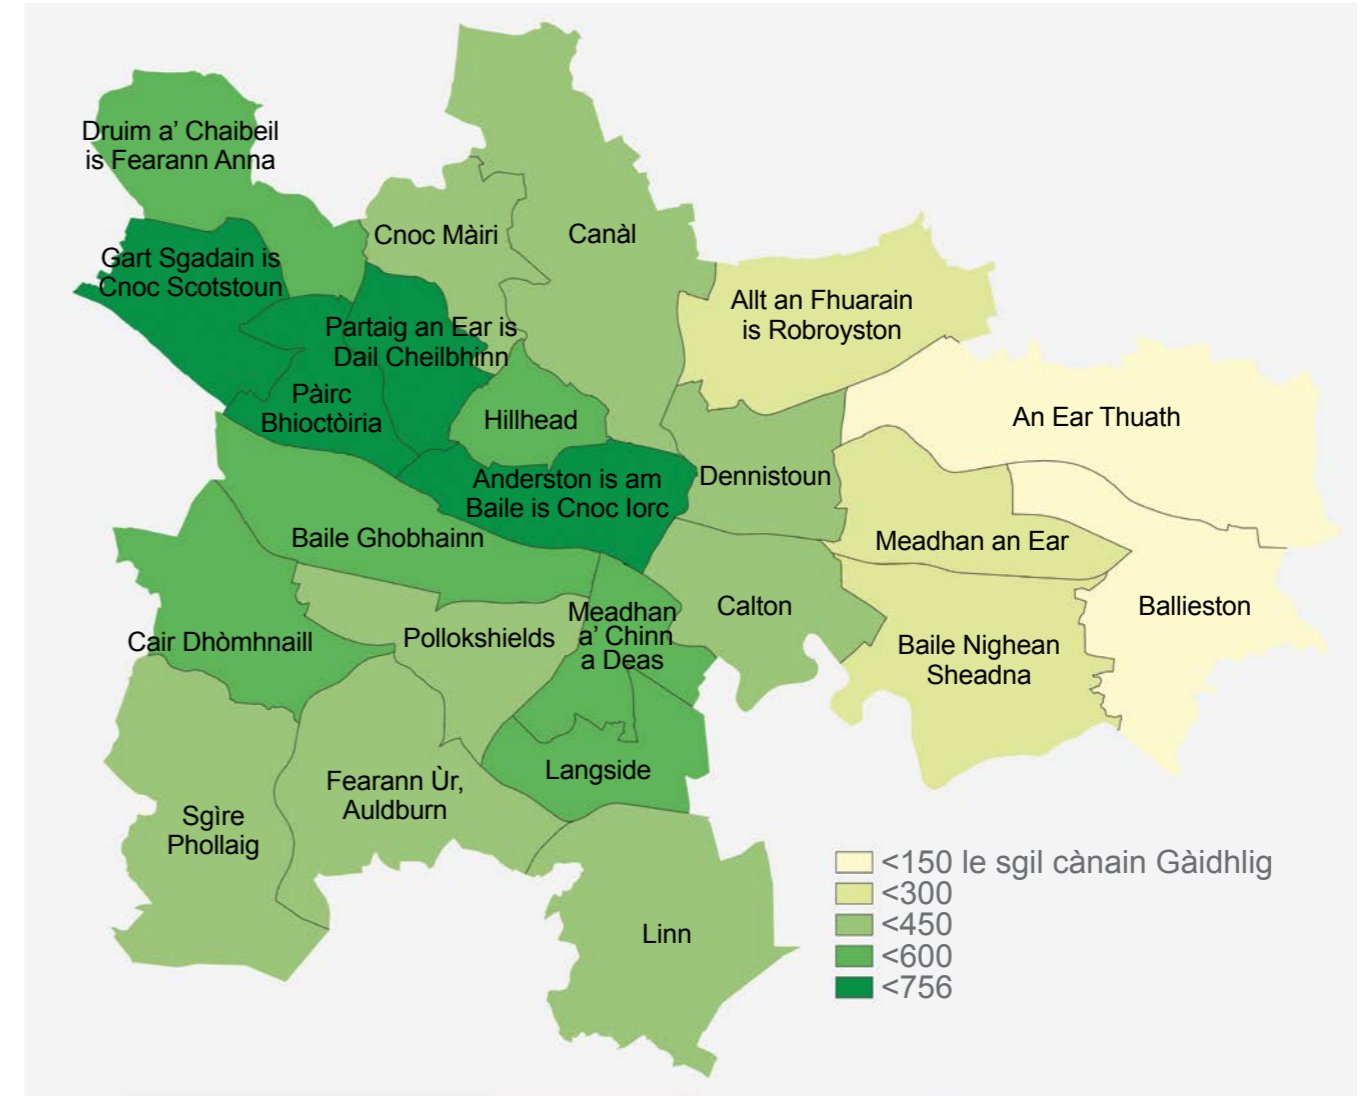 Druim a’ Chaibeil
is Fearann Anna
Cnoc Màiri
Canàl
Gart Sgadain is
Cnoc Scotstoun
Allt an Fhuarain
is Robroyston
Partaig an Ear is
Dail Cheilbhinn
Pàirc
Bhioctòiria
Hillhead
An Ear Thuath
Anderston is am
Baile is Cnoc Iorc
Dennistoun
Baile Ghobhainn
Meadhan an Ear
Cair Dhòmhnaill
Pollokshields
Meadhan
a’ Chinn
a Deas
Calton
Ballieston
Baile Nighean
Sheadna
Langside
Fearann Ùr,
Auldburn
Sgìre
Phollaig
Linn
<150 le sgil cànain Gàidhlig
<300
<450
<600
<756